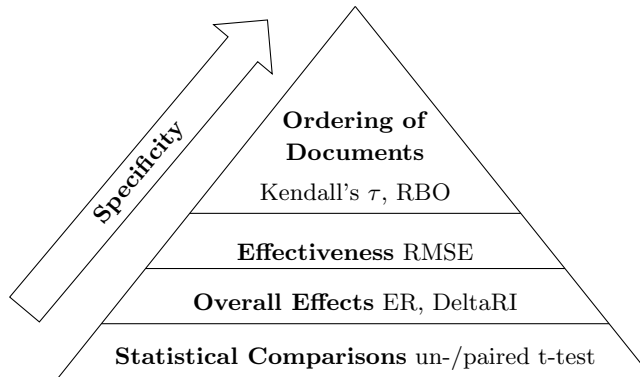 Specificity
Ordering of
Documents
Kendall's τ, RBO
Effectiveness RMSE
Overall Effects ER, DeltaRI
Statistical Comparisons un-/paired t-test